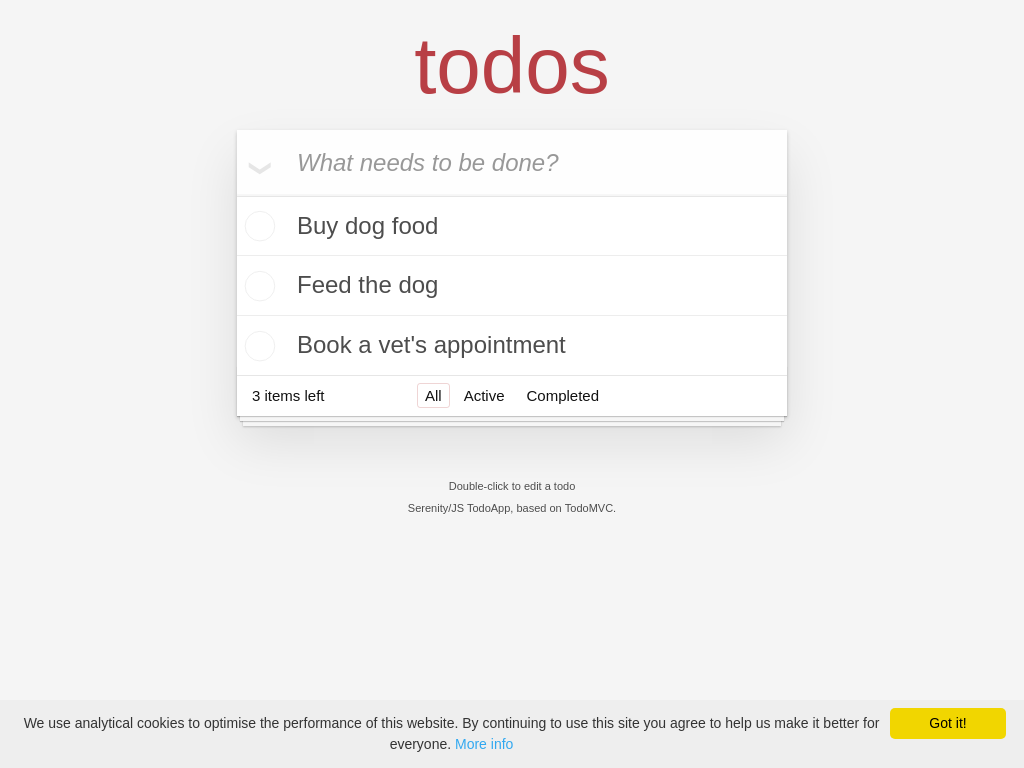 todos
What needs to be done?
Buy dog food
Feed the dog
Book a vet's appointment
3 items left All Active Completed
Double-click to edit a todo
Serenity/JS TodoApp, based on TodoMVC.
We use analytical cookies to optimise the performance of this website. By continuing to use this site you agree to help us make it better for
everyone. More info
Got it!